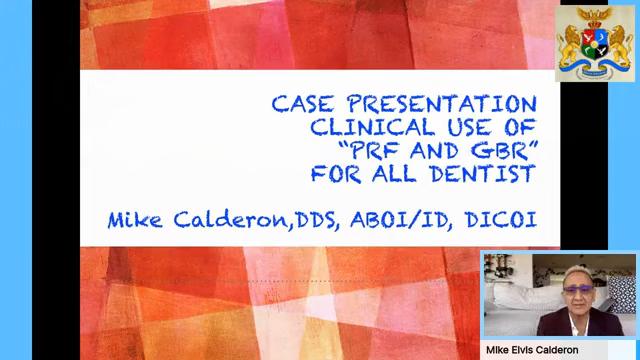 CASE PRESENTATION
CLINICAL USE OF
“PRF AND GBR”
FOR ALL DENTIST
Mike Calderon,DDS, ABOI/ID, DICOI
Mike Elvis Calderon